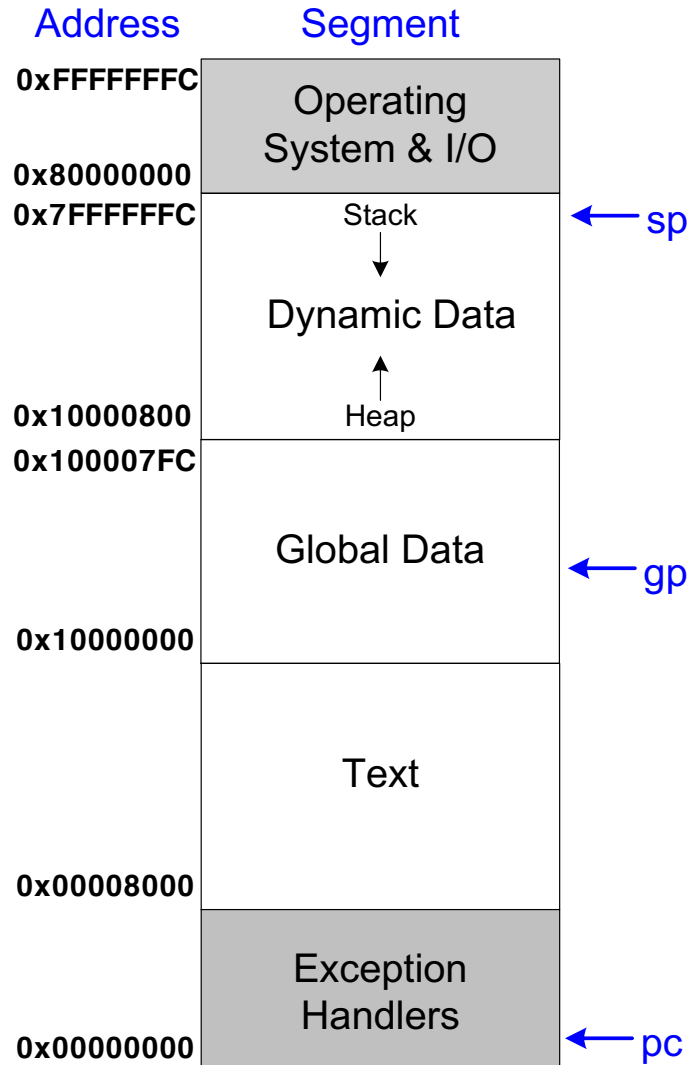 Address Segment
0xFFFFFFFC
Operating
System & I/O
0x80000000
0x7FFFFFFC Stack sp
Dynamic Data
0x10000800 Heap
0x100007FC
Global Data
gp
0x10000000
Text
0x00008000
Exception
Handlers
0x00000000 pc